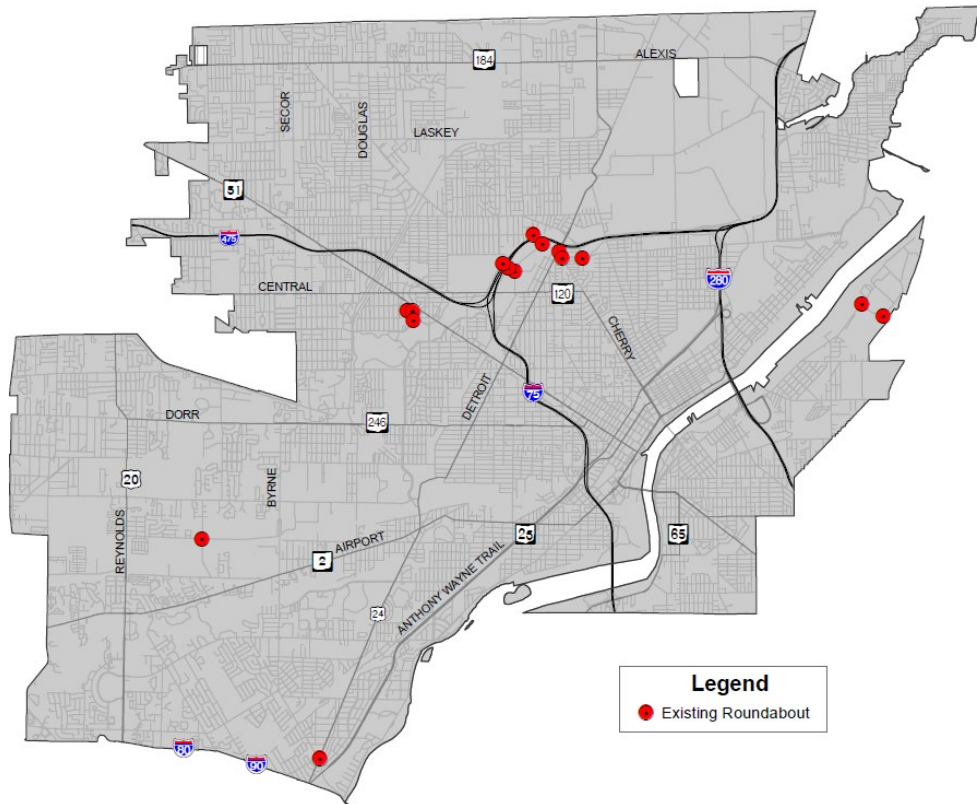 184
ALEXIS
SECOR
DOUGLAS
LASKEY
51
475
280
CENTRAL
120
CHERRY
DETROIT
75
DORR
246
20
BYRNE
REYNOLDS
AIRPORT
2
25
65
ANTHONY WAYNE TRAIL
24
80
90
Legend
Existing Roundabout